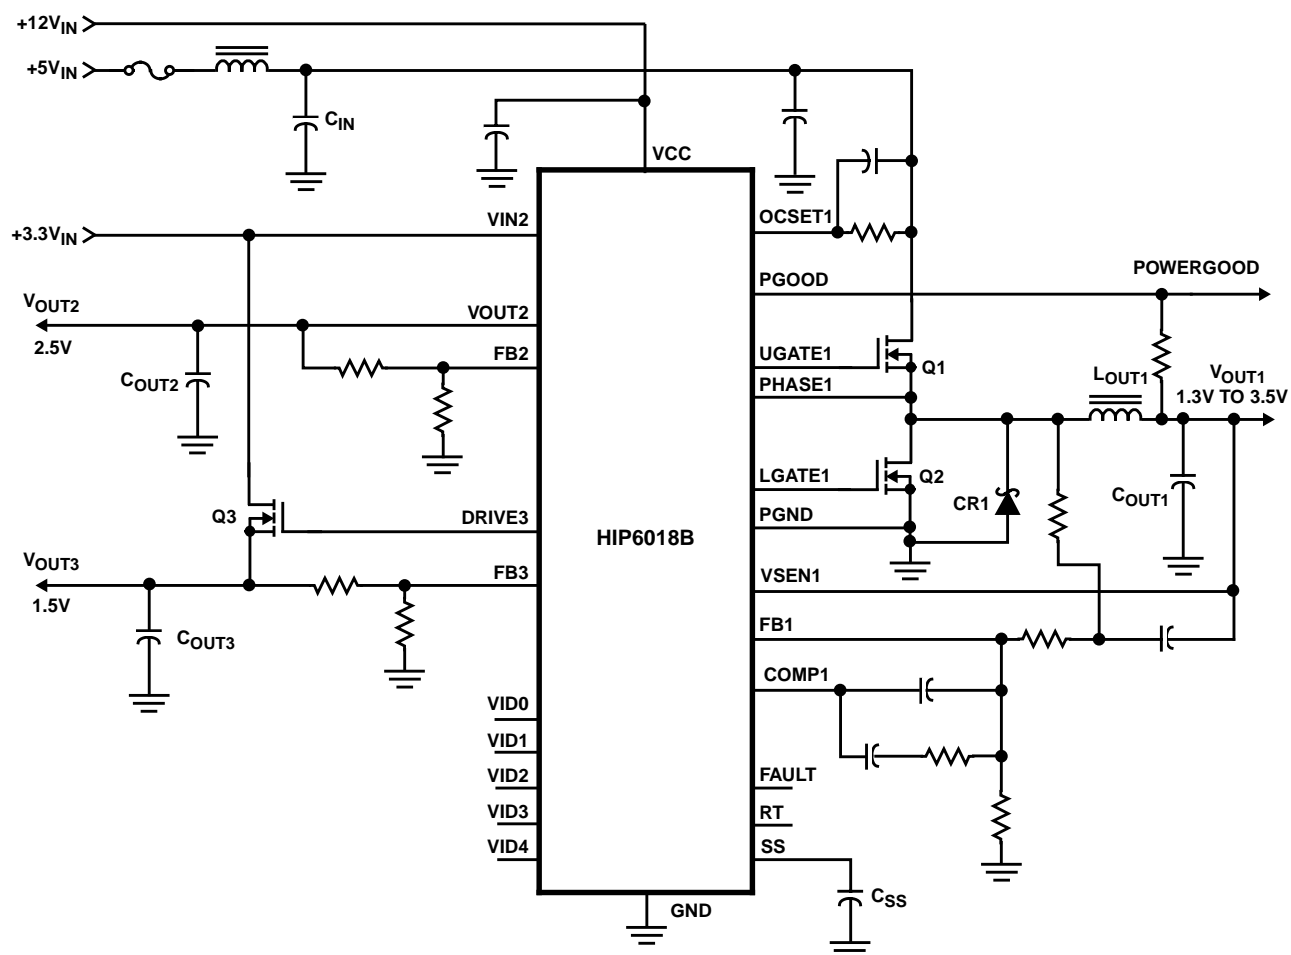 +12VIN
+5VIN
CIN
VCC
VIN2
+3.3VIN
OCSET1
PGOOD
POWERGOOD
VOUT2
2.5V
VOUT2
FB2
COUT2
UGATE1
Q1
PHASE1
LOUT1
VOUT1
1.3V TO 3.5V
LGATE1
Q2
CR1
COUT1
Q3
DRIVE3
PGND
HIP6018B
VOUT3
1.5V
FB3
VSEN1
COUT3
FB1
COMP1
VID0
VID1
VID2
VID3
VID4
FAULT
RT
SS
CSS
GND